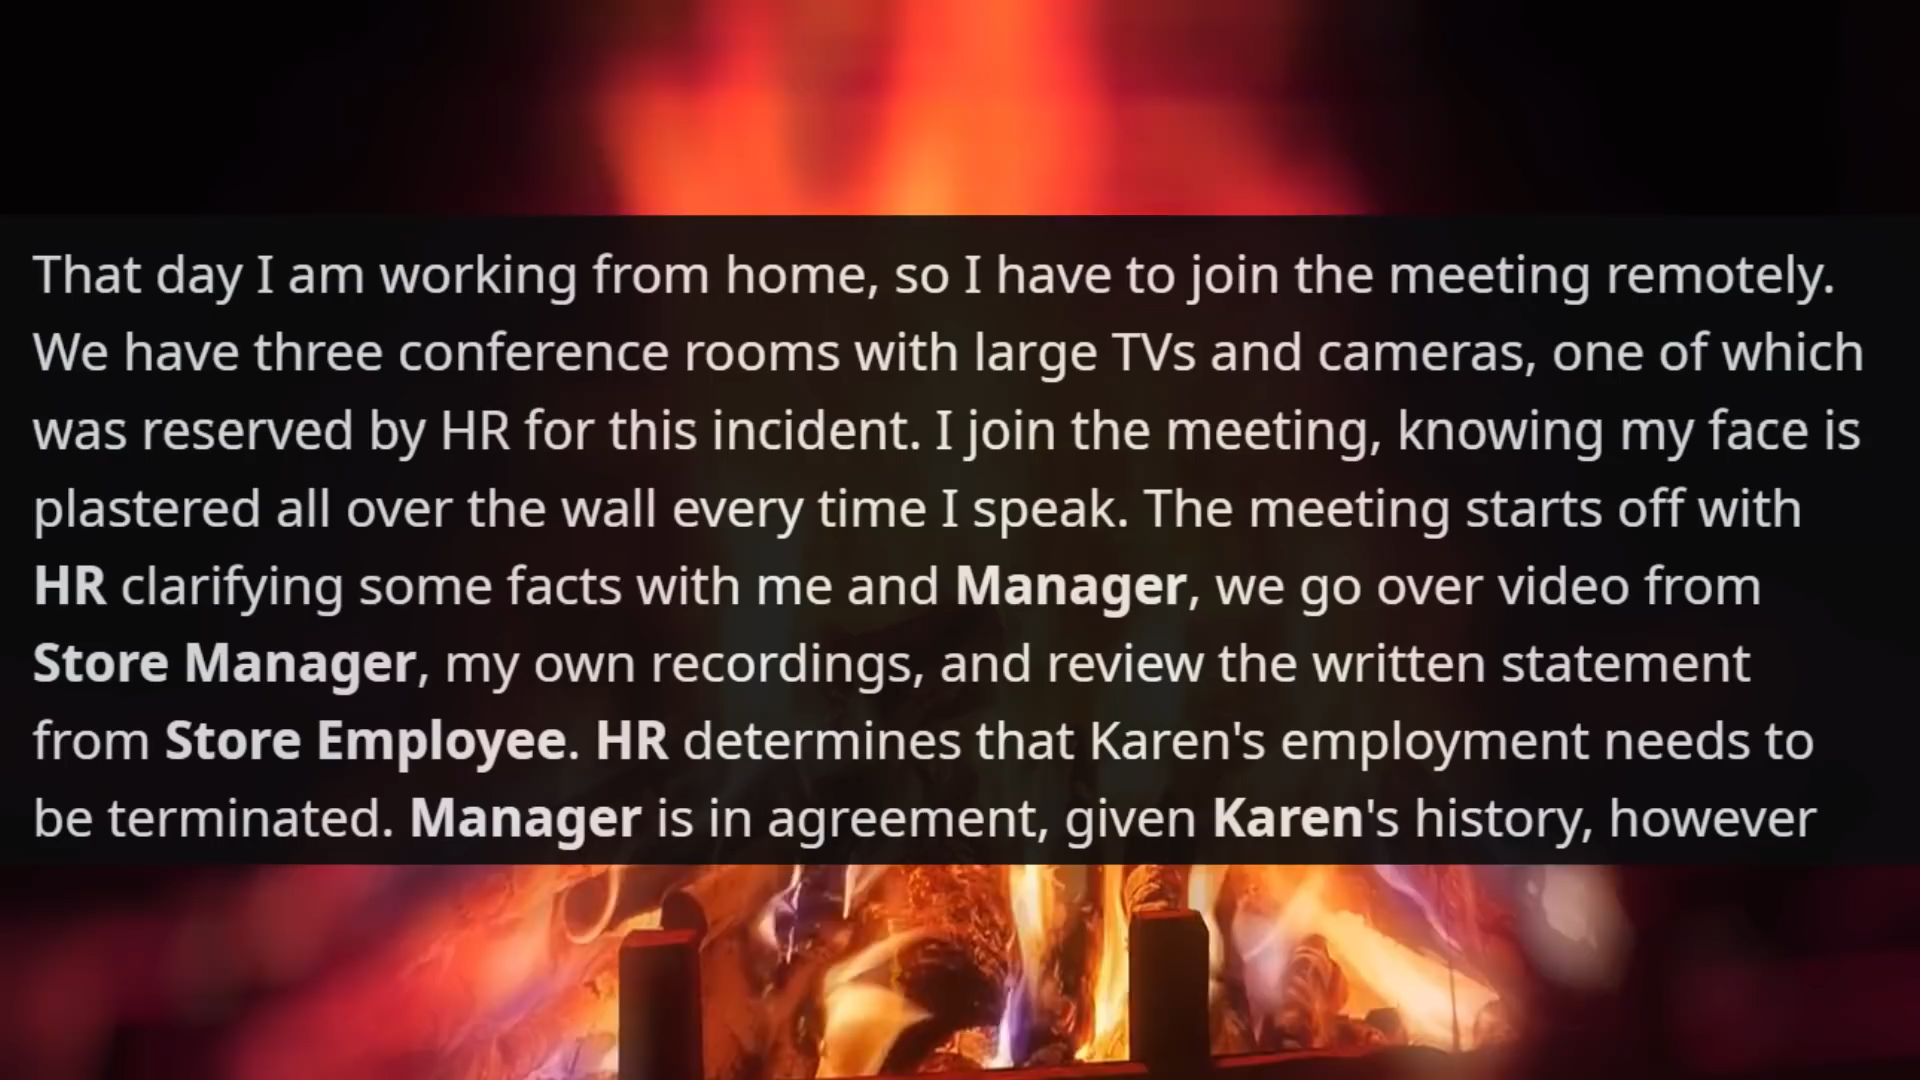 That day I am working from home, so I have to join the meeting remotely.
We have three conference rooms with large TVs and cameras, one of which
was reserved by HR for this incident. I join the meeting, knowing my face is
plastered all over the wall every time I speak. The meeting starts off with
HR clarifying some facts with me and Manager, we go over video from
Store Manager, my own recordings, and review the written statement
from Store Employee. HR determines that Karen's employment needs to
be terminated. Manager is in agreement, given Karen's history, however